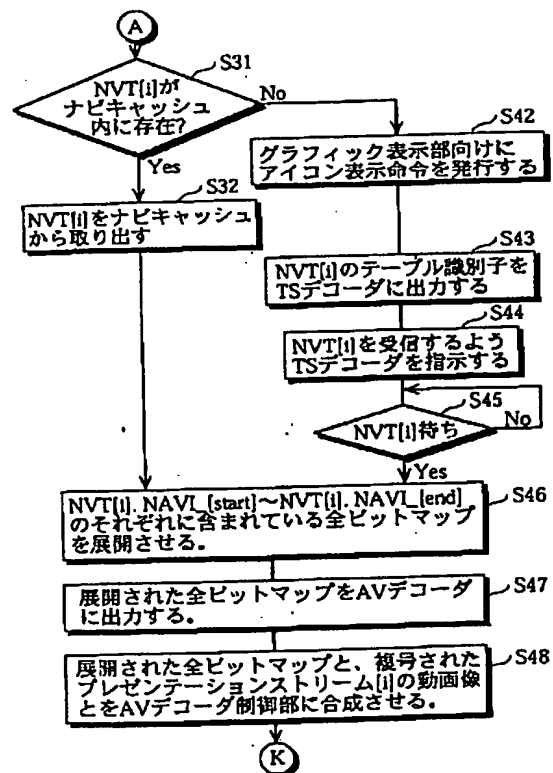 A
S31
NVT[i]が
ナビキャッシュ
内に存在?
No
Yes
S32
NVT[i]をナビキャッシュ
から取り出す
S42
グラフィック表示部向けに
アイコン表示命令を発行する
S43
NVT[i]のテーブル識別子を
TSデコーダに出力する
S44
NVT[i]を受信するよう
TSデコーダを指示する
S45
NVT[i]待ち
No
Yes
S46
NVT[i]. NAVI_[start]~NVT[i]. NAVI_[end]
のそれぞれに含まれている全ビットマップ
を展開させる。
S47
展開された全ビットマップをAVデコーダ
に出力する。
S48
展開された全ビットマップと、複号された
プレゼンテーションストリーム[i]の動画像
とをAVデコーダ制御部に合成させる。
K